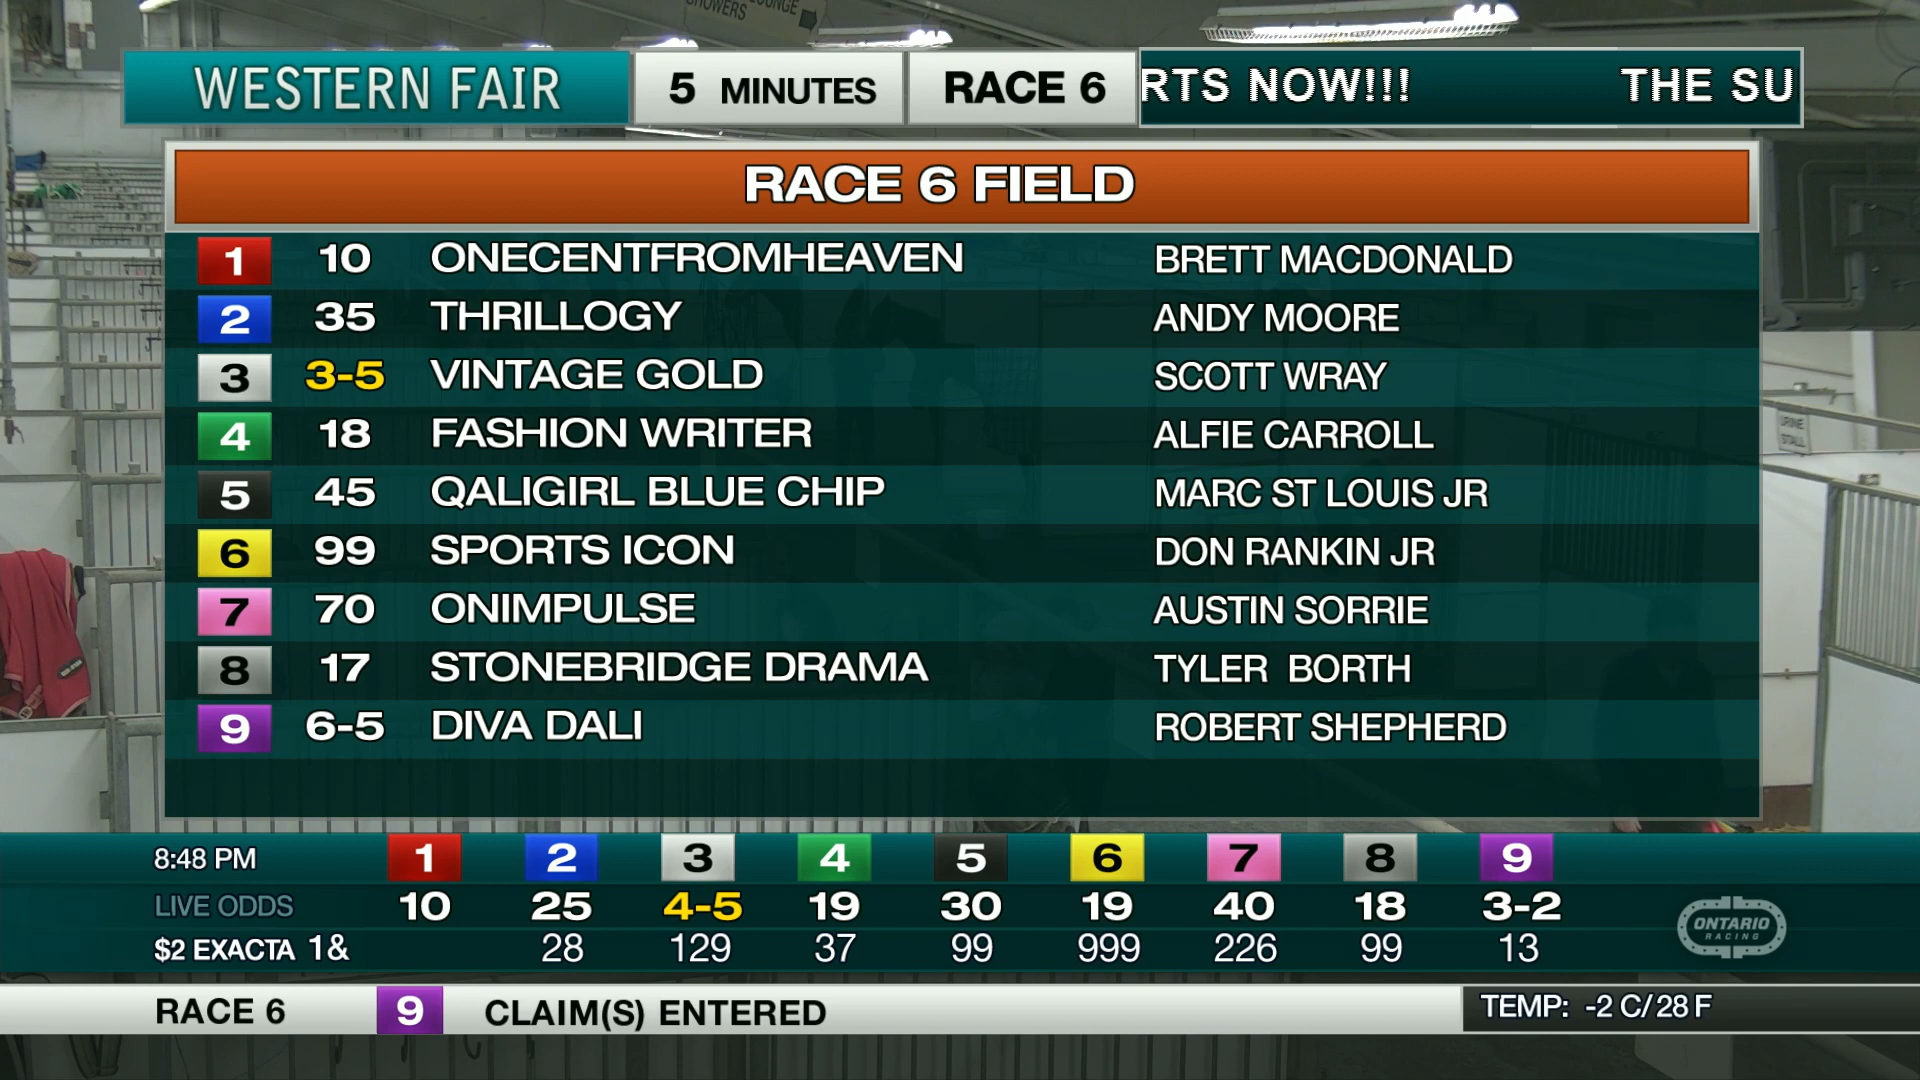 SHOWERS LOUNGE
WESTERN FAIR 5 MINUTES RACE 6 RTS NOW!!! THE SU
RACE 6 FIELD
1 10 ONECENTFROMHEAVEN BRETT MACDONALD
2 35 THRILLOGY ANDY MOORE
3 3-5 VINTAGE GOLD SCOTT WRAY
4 18 FASHION WRITER ALFIE CARROLL
URINE
STALL
5 45 QALIGIRL BLUE CHIP MARC ST LOUIS JR
6 99 SPORTS ICON DON RANKIN JR
7 70 ONIMPULSE AUSTIN SORRIE
8 17 STONEBRIDGE DRAMA TYLER BORTH
9 6-5 DIVA DALI ROBERT SHEPHERD
8:48 PM 1 2 3 4 5 6 7 8 9
LIVE ODDS 10 25 4-5 19 30 19 40 18 3-2
$2 EXACTA 1& 28 129 37 99 999 226 99 13
ONTARIO
RACING
RACE 6 9 CLAIM(S) ENTERED TEMP: -2 C/28 F